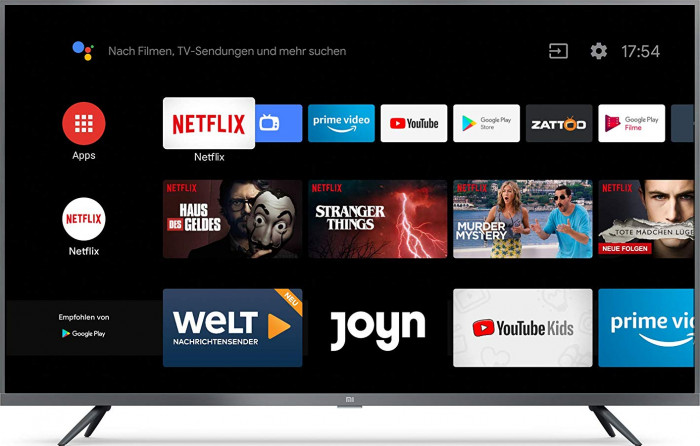 Nach Filmen, TV-Sendungen und mehr suchen
17:54
Apps
NETFLIX
prime video
YouTube
Google Play
Store
ZATTOO
Google Play
Filme
Netflix
NETFLIX
Netflix
NETFLIX
HAUS
DES GELDES
NETFLIX
STRANGER
THINGS
NETFLIX
MURDER
MYSTERY
NETFLIX
TOTE MÄDCHEN LÜGE
NEUE FOLGEN
Empfohlen von
Google Play
WELT
NACHRICHTENSENDER
NEU
joyn
YouTube Kids
prime vic
mi